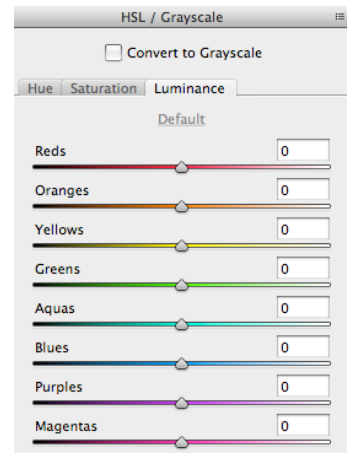 HSL / Grayscale
Convert to Grayscale
Hue Saturation Luminance
Default
Reds 0
Oranges 0
Yellows 0
Greens 0
Aquas 0
Blues 0
Purples 0
Magentas 0